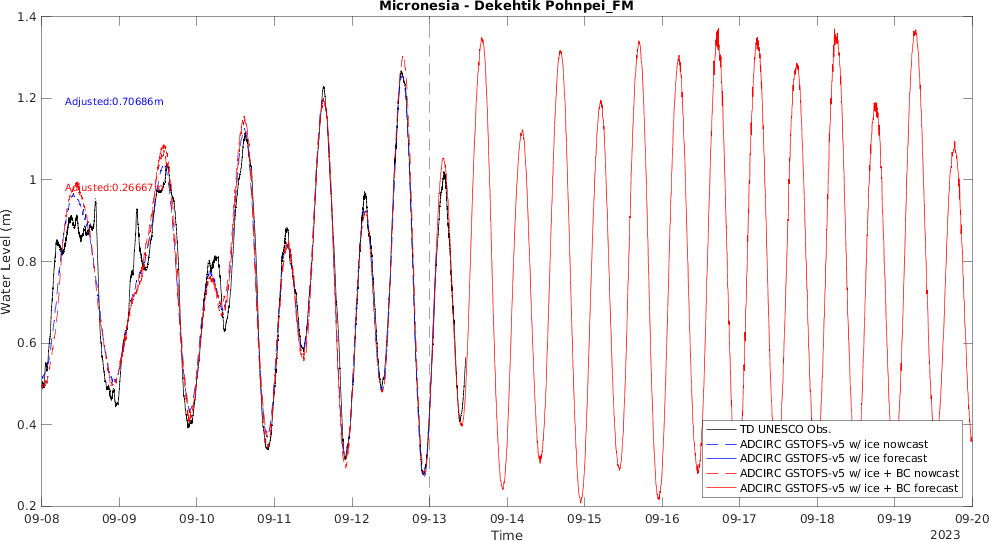 Micronesia - Dekehtik Pohnpei_FM
1.4
1.2
1
0.8
0.6
0.4
0.2
Water Level (m)
Adjusted:0.70686m
Adjusted:0.26667
09-08
09-09
09-10
09-11
09-12
09-13
09-14
09-15
09-16
09-17
09-18
09-19
09-20
Time
2023
TD UNESCO Obs.
ADCIRC GSTOFS-v5 w/ ice nowcast
ADCIRC GSTOFS-v5 w/ ice forecast
ADCIRC GSTOFS-v5 w/ ice + BC nowcast
ADCIRC GSTOFS-v5 w/ ice + BC forecast